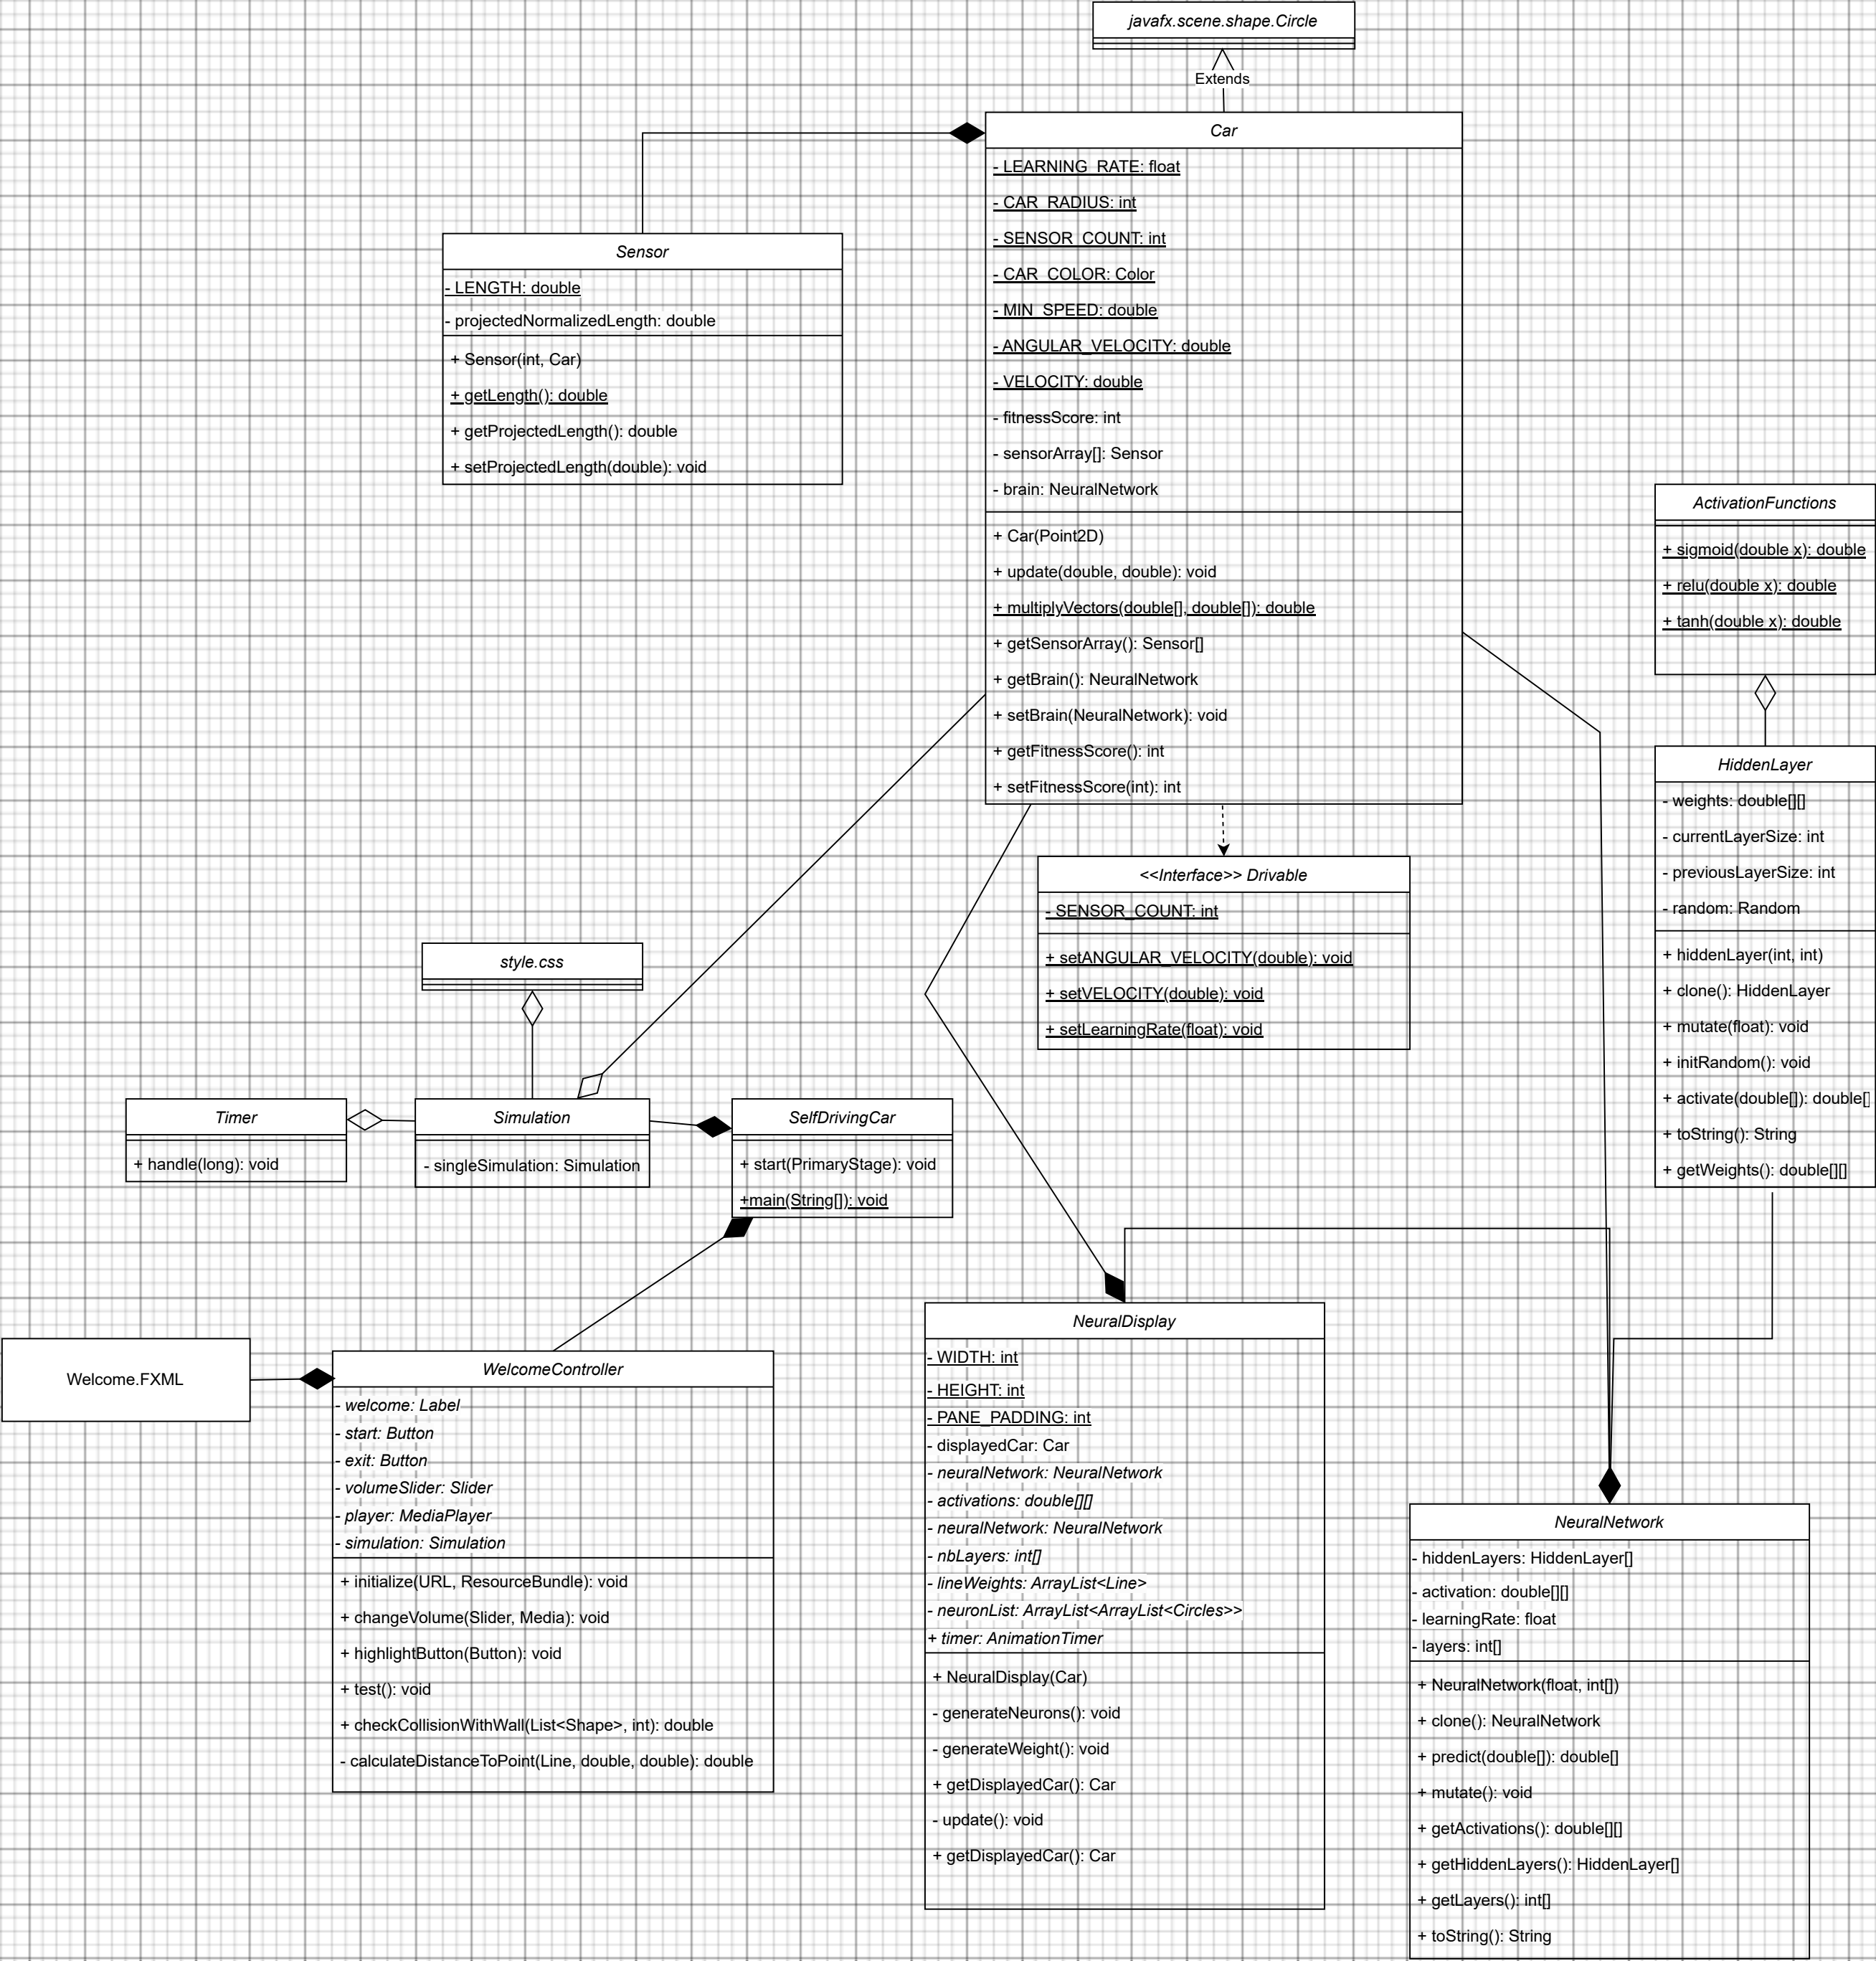 javafx.scene.shape.Circle
Extends
Car
- LEARNING_RATE: float
- CAR_RADIUS: int
- SENSOR_COUNT: int
- CAR_COLOR: Color
- MIN_SPEED: double
- ANGULAR_VELOCITY: double
- VELOCITY: double
- fitnessScore: int
- sensorArray[]: Sensor
- brain: NeuralNetwork
+ Car(Point2D)
+ update(double, double): void
+ multiplyVectors(double[], double[]): double
+ getSensorArray(): Sensor[]
+ getBrain(): NeuralNetwork
+ setBrain(NeuralNetwork): void
+ getFitnessScore(): int
+ setFitnessScore(int): int
Sensor
- LENGTH: double
- projectedNormalizedLength: double
+ Sensor(int, Car)
+ getLength(): double
+ getProjectedLength(): double
+ setProjectedLength(double): void
ActivationFunctions
+ sigmoid(double x): double
+ relu(double x): double
+ tanh(double x): double
HiddenLayer
- weights: double[][]
- currentLayerSize: int
- previousLayerSize: int
- random: Random
+ hiddenLayer(int, int)
+ clone(): HiddenLayer
+ mutate(float): void
+ initRandom(): void
+ activate(double[]): double[]
+ toString(): String
+ getWeights(): double[][]
<<Interface>> Drivable
- SENSOR_COUNT: int
+ setANGULAR_VELOCITY(double): void
+ setVELOCITY(double): void
+ setLearningRate(float): void
style.css
Timer
+ handle(long): void
Simulation
- singleSimulation: Simulation
SelfDrivingCar
+ start(PrimaryStage): void
+main(String[]): void
Welcome.FXML
WelcomeController
- welcome: Label
- start: Button
- exit: Button
- volumeSlider: Slider
- player: MediaPlayer
- simulation: Simulation
+ initialize(URL, ResourceBundle): void
+ changeVolume(Slider, Media): void
+ highlightButton(Button): void
+ test(): void
+ checkCollisionWithWall(List<Shape>, int): double
- calculateDistanceToPoint(Line, double, double): double
NeuralDisplay
- WIDTH: int
- HEIGHT: int
- PANE_PADDING: int
- displayedCar: Car
- neuralNetwork: NeuralNetwork
- activations: double[][]
- neuralNetwork: NeuralNetwork
- nbLayers: int[]
- lineWeights: ArrayList<Line>
- neuronList: ArrayList<ArrayList<Circles>>
+ timer: AnimationTimer
+ NeuralDisplay(Car)
- generateNeurons(): void
- generateWeight(): void
+ getDisplayedCar(): Car
- update(): void
+ getDisplayedCar(): Car
NeuralNetwork
- hiddenLayers: HiddenLayer[]
- activation: double[][]
- learningRate: float
- layers: int[]
+ NeuralNetwork(float, int[])
+ clone(): NeuralNetwork
+ predict(double[]): double[]
+ mutate(): void
+ getActivations(): double[][]
+ getHiddenLayers(): HiddenLayer[]
+ getLayers(): int[]
+ toString(): String